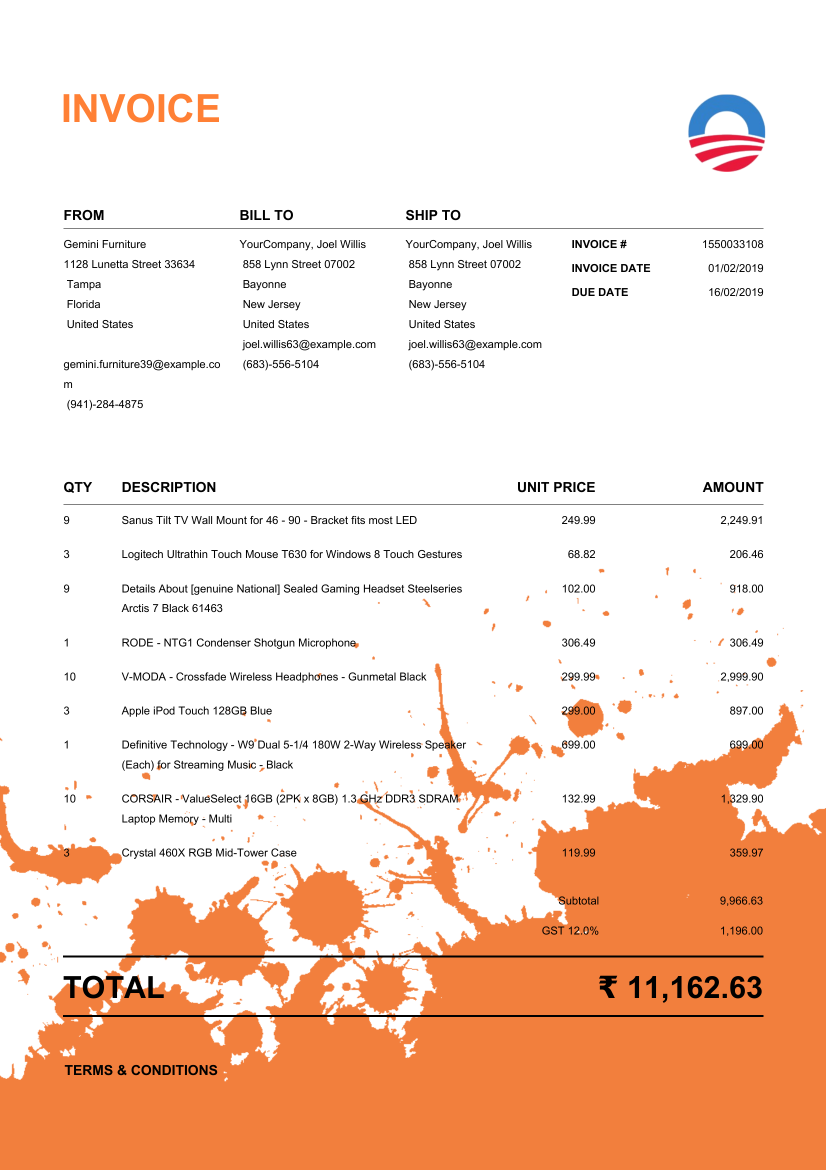 INVOICE
FROM BILL TO SHIP TO
Gemini Furniture YourCompany, Joel Willis YourCompany, Joel Willis INVOICE # 1550033108
1128 Lunetta Street 33634 858 Lynn Street 07002 858 Lynn Street 07002 INVOICE DATE 01/02/2019
Tampa Bayonne Bayonne DUE DATE 16/02/2019
Florida New Jersey New Jersey
United States United States United States
joel.willis63@example.com joel.willis63@example.com
gemini.furniture39@example.co (683)-556-5104 (683)-556-5104
m
(941)-284-4875
QTY DESCRIPTION UNIT PRICE AMOUNT
9 Sanus Tilt TV Wall Mount for 46 - 90 - Bracket fits most LED 249.99 2,249.91
3 Logitech Ultrathin Touch Mouse T630 for Windows 8 Touch Gestures 68.82 206.46
9 Details About [genuine National] Sealed Gaming Headset Steelseries 102.00 918.00
Arctis 7 Black 61463
1 RODE - NTG1 Condenser Shotgun Microphone 306.49 306.49
10 V-MODA - Crossfade Wireless Headphones - Gunmetal Black 299.99 2,999.90
3 Apple iPod Touch 128GB Blue 299.00 897.00
1 Definitive Technology - W9 Dual 5-1/4 180W 2-Way Wireless Speaker 699.00 699.00
(Each) for Streaming Music - Black
10 CORSAIR - ValueSelect 16GB (2PK x 8GB) 1.3 GHz DDR3 SDRAM 132.99 1,329.90
Laptop Memory - Multi
3 Crystal 460X RGB Mid-Tower Case 119.99 359.97
Subtotal 9,966.63
GST 12.0% 1,196.00
TOTAL ₹ 11,162.63
TERMS & CONDITIONS